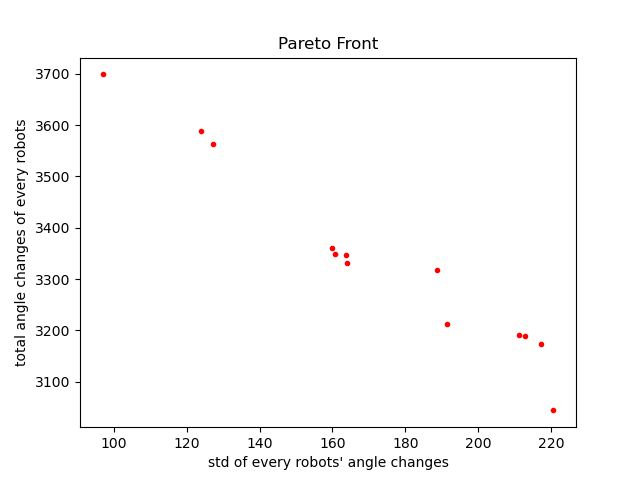 Pareto Front
total angle changes of every robots
3700
3600
3500
3400
3300
3200
3100
100 120 140 160 180 200 220
std of every robots' angle changes